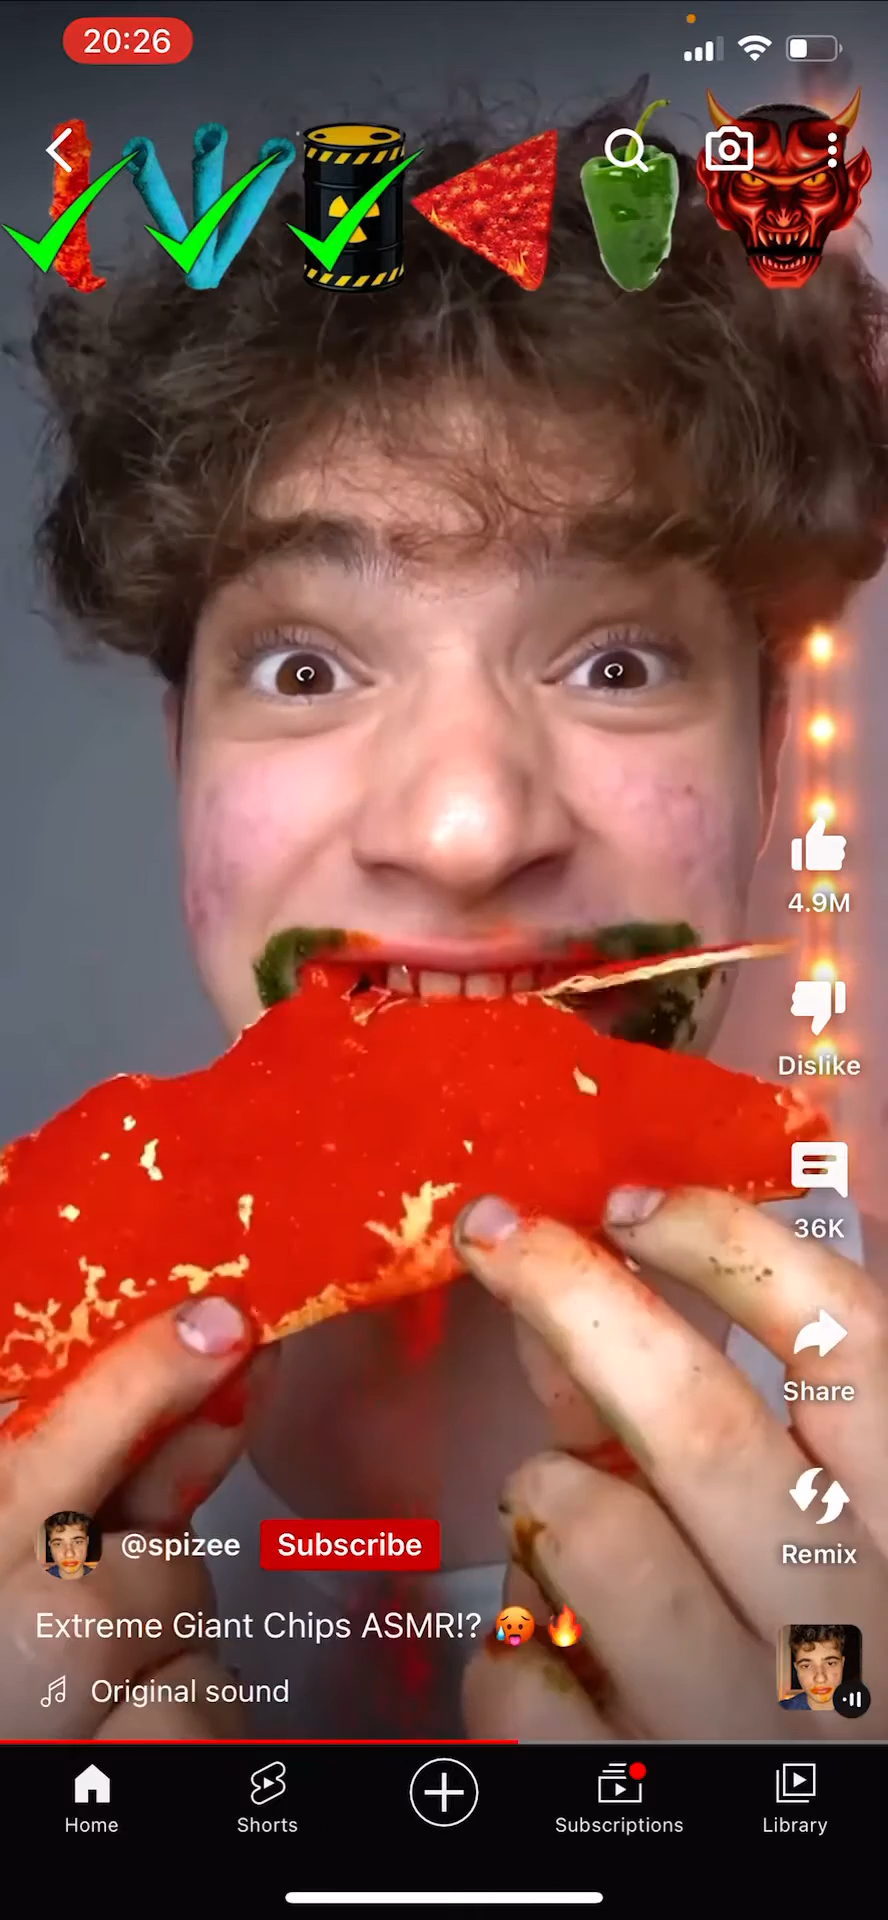 20:26
4.9M
Dislike
36K
Share
Remix
@spizee
Subscribe
Extreme Giant Chips ASMR!? 🥵 🔥
Original sound
Home
Shorts
Subscriptions
Library